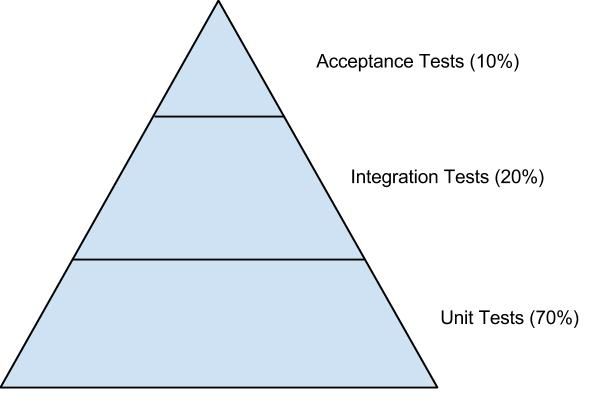 Acceptance Tests (10%)
Integration Tests (20%)
Unit Tests (70%)